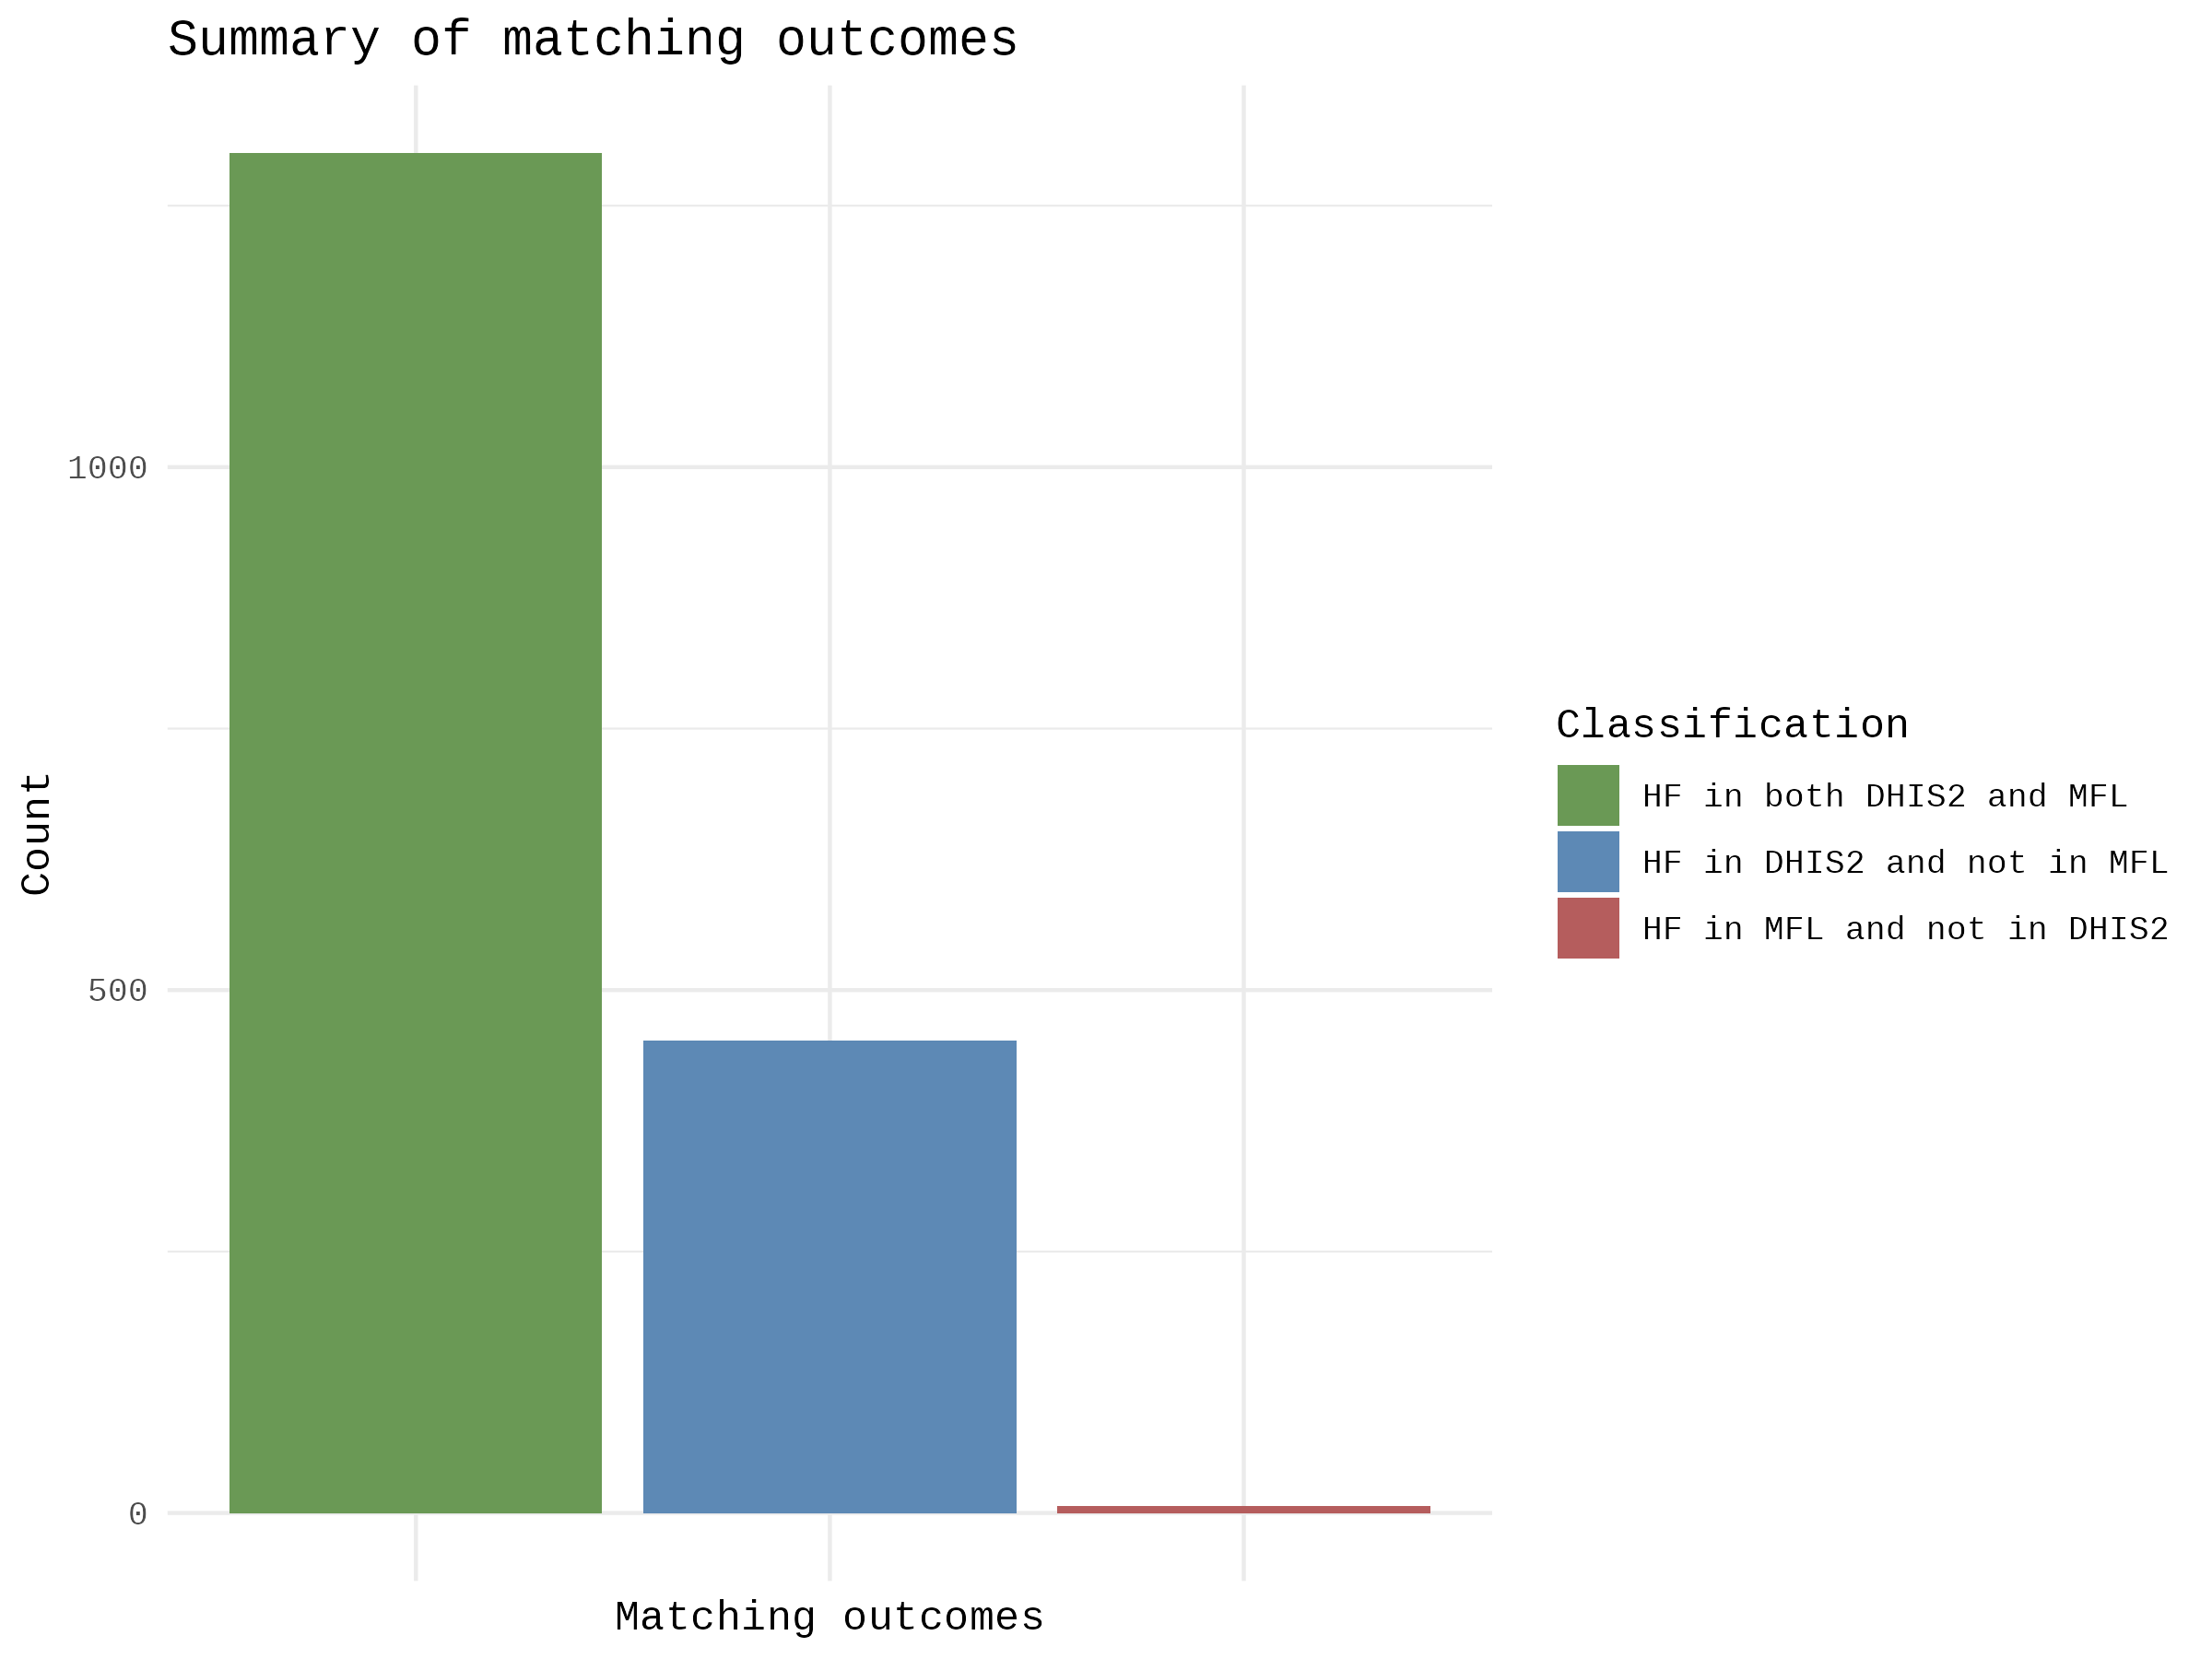 Summary of matching outcomes
Count
1000
500
0
Matching outcomes
Classification
HF in both DHIS2 and MFL
HF in DHIS2 and not in MFL
HF in MFL and not in DHIS2